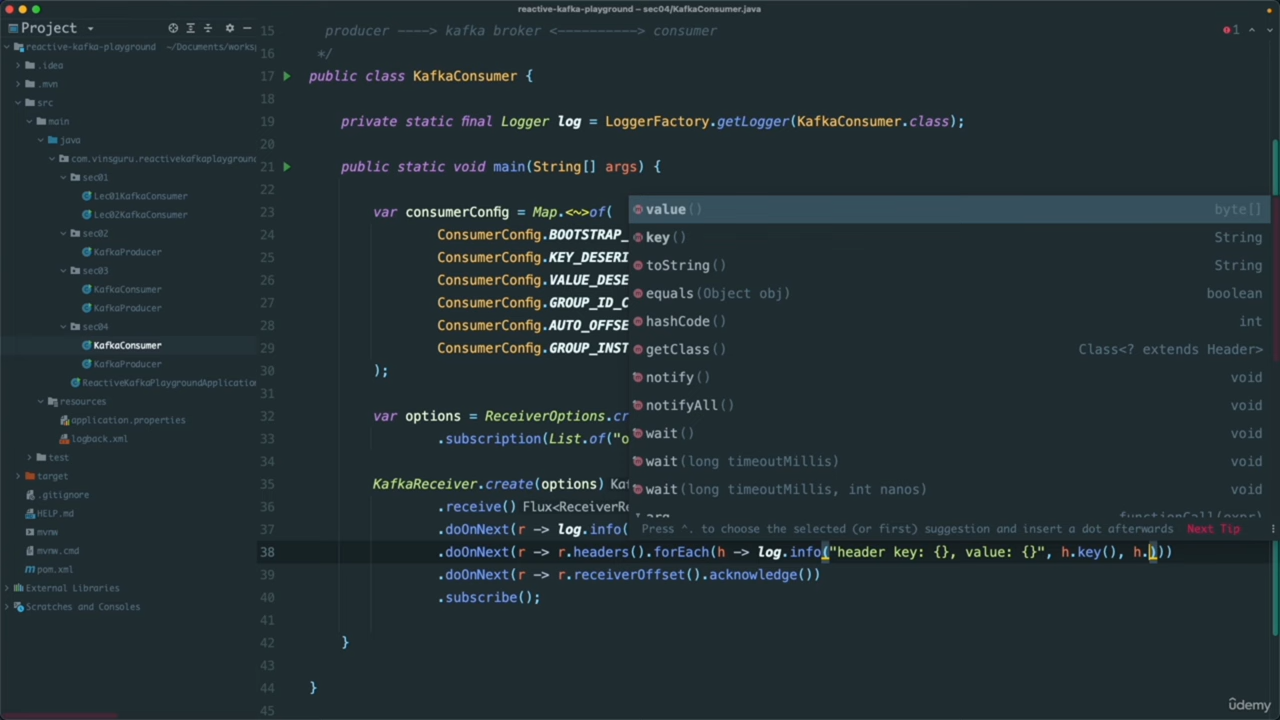 reactive-kafka-playground – sec04/KafkaConsumer.java
Project
reactive-kafka-playground ~/Documents/works
.idea
.mvn
src
main
java
com.vinsguru.reactivekafkaplayground
sec01
Lec01KafkaConsumer
Lec02KafkaConsumer
sec02
KafkaProducer
sec03
KafkaConsumer
KafkaProducer
sec04
KafkaConsumer
KafkaProducer
ReactiveKafkaPlaygroundApplication
resources
application.properties
logback.xml
test
target
.gitignore
HELP.md
mvnw
mvnw.cmd
pom.xml
External Libraries
Scratches and Consoles
15 producer ----> kafka broker <----------> consumer
1
16 */
17 public class KafkaConsumer {
18
19 private static final Logger log = LoggerFactory.getLogger(KafkaConsumer.class);
20
21 public static void main(String[] args) {
22
23 var consumerConfig = Map.<~>of(
24 ConsumerConfig.BOOTSTRAP_
25 ConsumerConfig.KEY_DESERI
26 ConsumerConfig.VALUE_DESE
27 ConsumerConfig.GROUP_ID_C
28 ConsumerConfig.AUTO_OFFSE
29 ConsumerConfig.GROUP_INST
30 );
31
32 var options = ReceiverOptions.cr
33 .subscription(List.of("o
34
35 KafkaReceiver.create(options) Kaf
36 .receive() Flux<ReceiverRe
37 .doOnNext(r -> log.info(
38 .doOnNext(r -> r.headers().forEach(h -> log.info("header key: {}, value: {}", h.key(), h.)))
39 .doOnNext(r -> r.receiverOffset().acknowledge())
40 .subscribe();
41
42 }
43
44 }
45
value() byte[]
key() String
toString() String
equals(Object obj) boolean
hashCode() int
getClass() Class<? extends Header>
notify() void
notifyAll() void
wait() void
wait(long timeoutMillis) void
wait(long timeoutMillis, int nanos) void
arg functionCall(expr)
Press ^. to choose the selected (or first) suggestion and insert a dot afterwards Next Tip
udemy